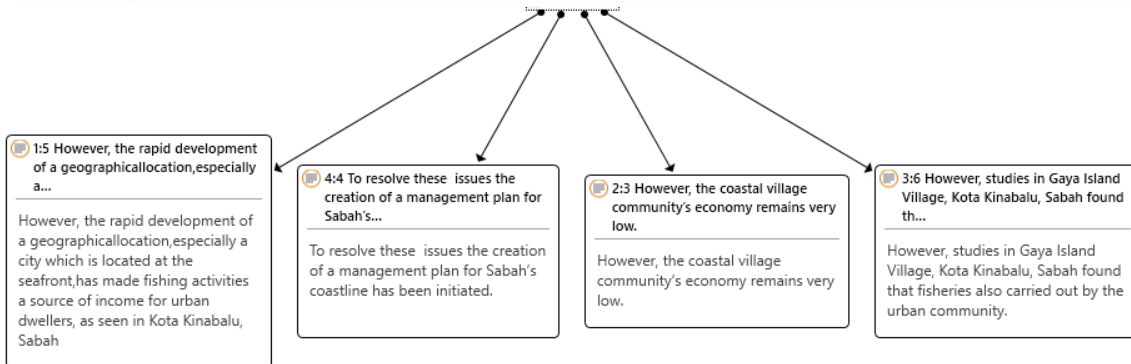 1:5 However, the rapid development
of a geographicallocation,especially
a...
However, the rapid development of
a geographicallocation,especially a
city which is located at the
seafront,has made fishing activities
a source of income for urban
dwellers, as seen in Kota Kinabalu,
Sabah
4:4 To resolve these  issues the
creation of a management plan for
Sabah's...
To resolve these  issues the creation
of a management plan for Sabah's
coastline has been initiated.
2:3 However, the coastal village
community's economy remains very
low.
However, the coastal village
community's economy remains very
low.
3:6 However, studies in Gaya Island
Village, Kota Kinabalu, Sabah found
th...
However, studies in Gaya Island
Village, Kota Kinabalu, Sabah found
that fisheries also carried out by the
urban community.